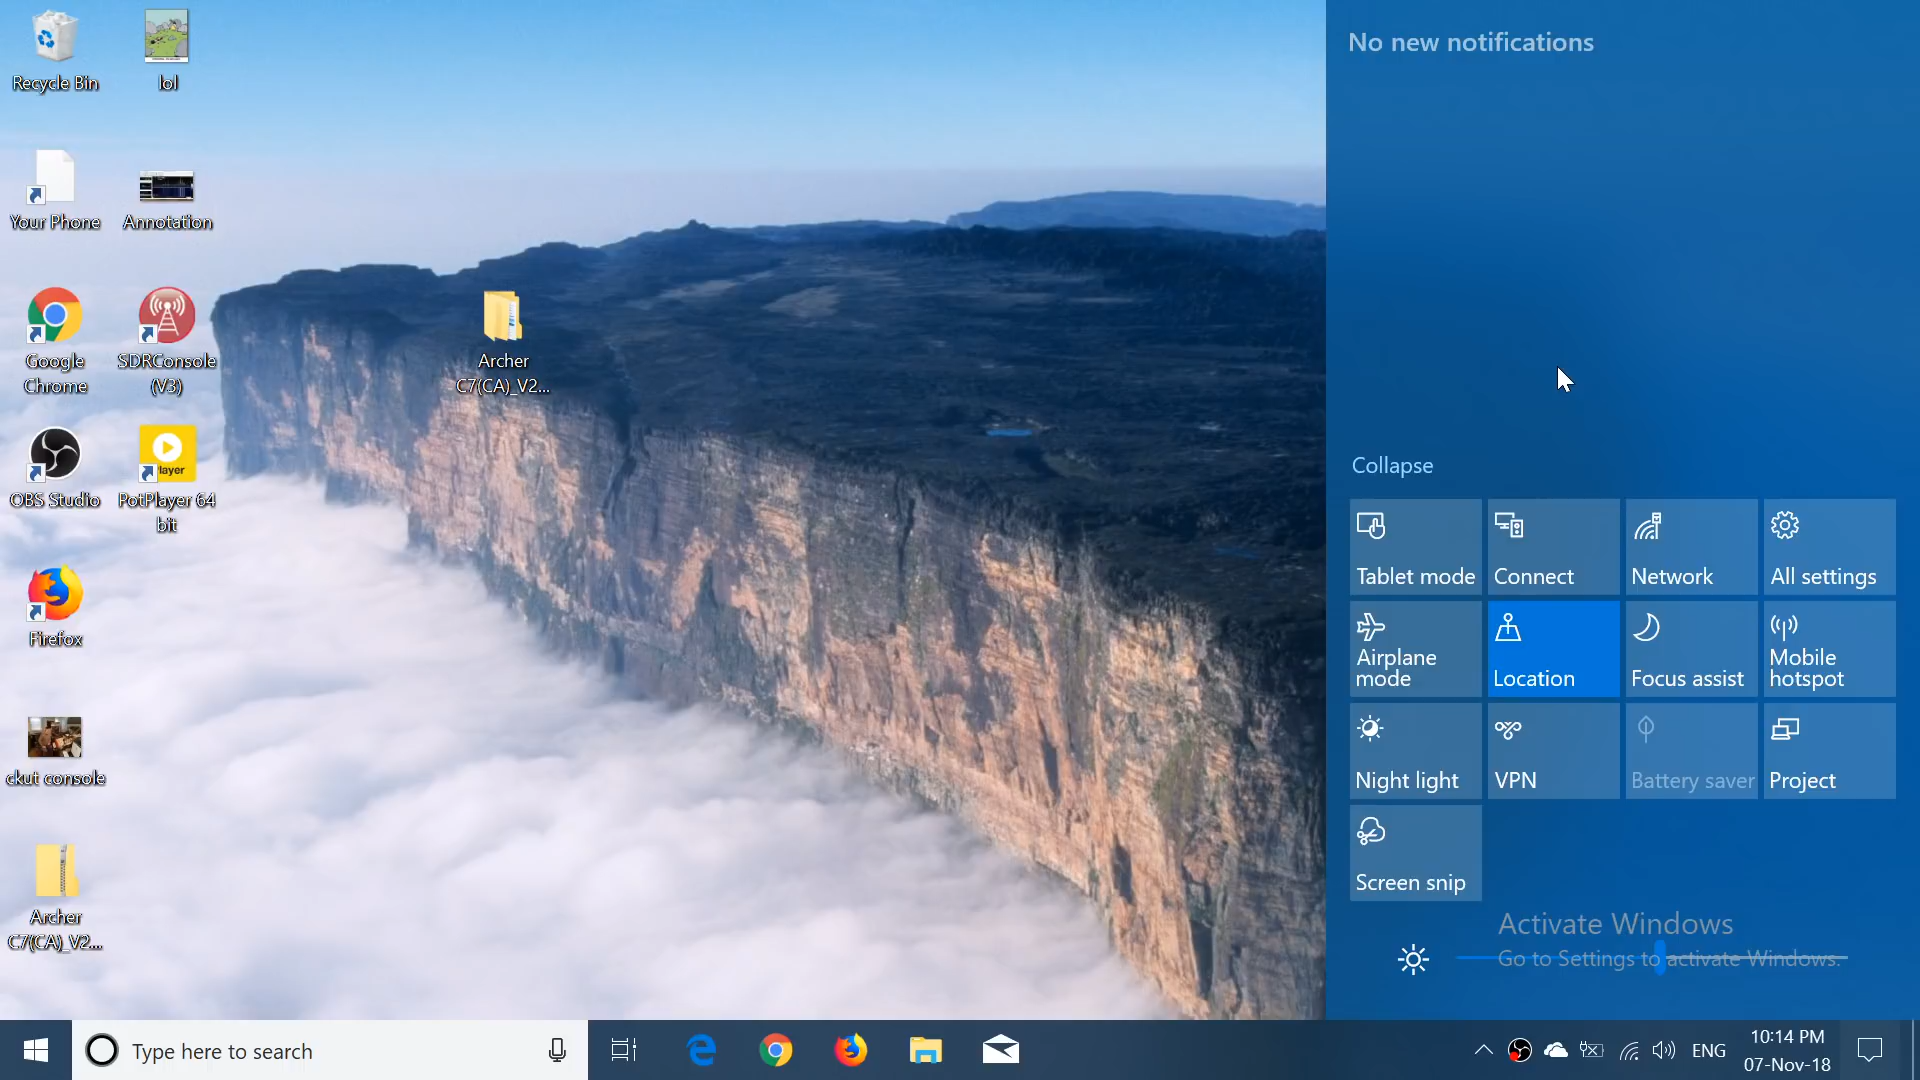 Recycle Bin
lol
Your Phone
Annotation
Google
Chrome
SDRConsole
(V3)
Archer
C7(CA)_V2...
OBS Studio
Player
PotPlayer 64
bit
Firefox
ckut console
Archer
C7(CA)_V2...
No new notifications
Collapse
Tablet mode
Connect
Network
All settings
Airplane
mode
Location
Focus assist
Mobile
hotspot
Night light
VPN
Battery saver
Project
Screen snip
Activate Windows
Go to Settings to activate Windows.
Type here to search
ENG
10:14 PM
07-Nov-18